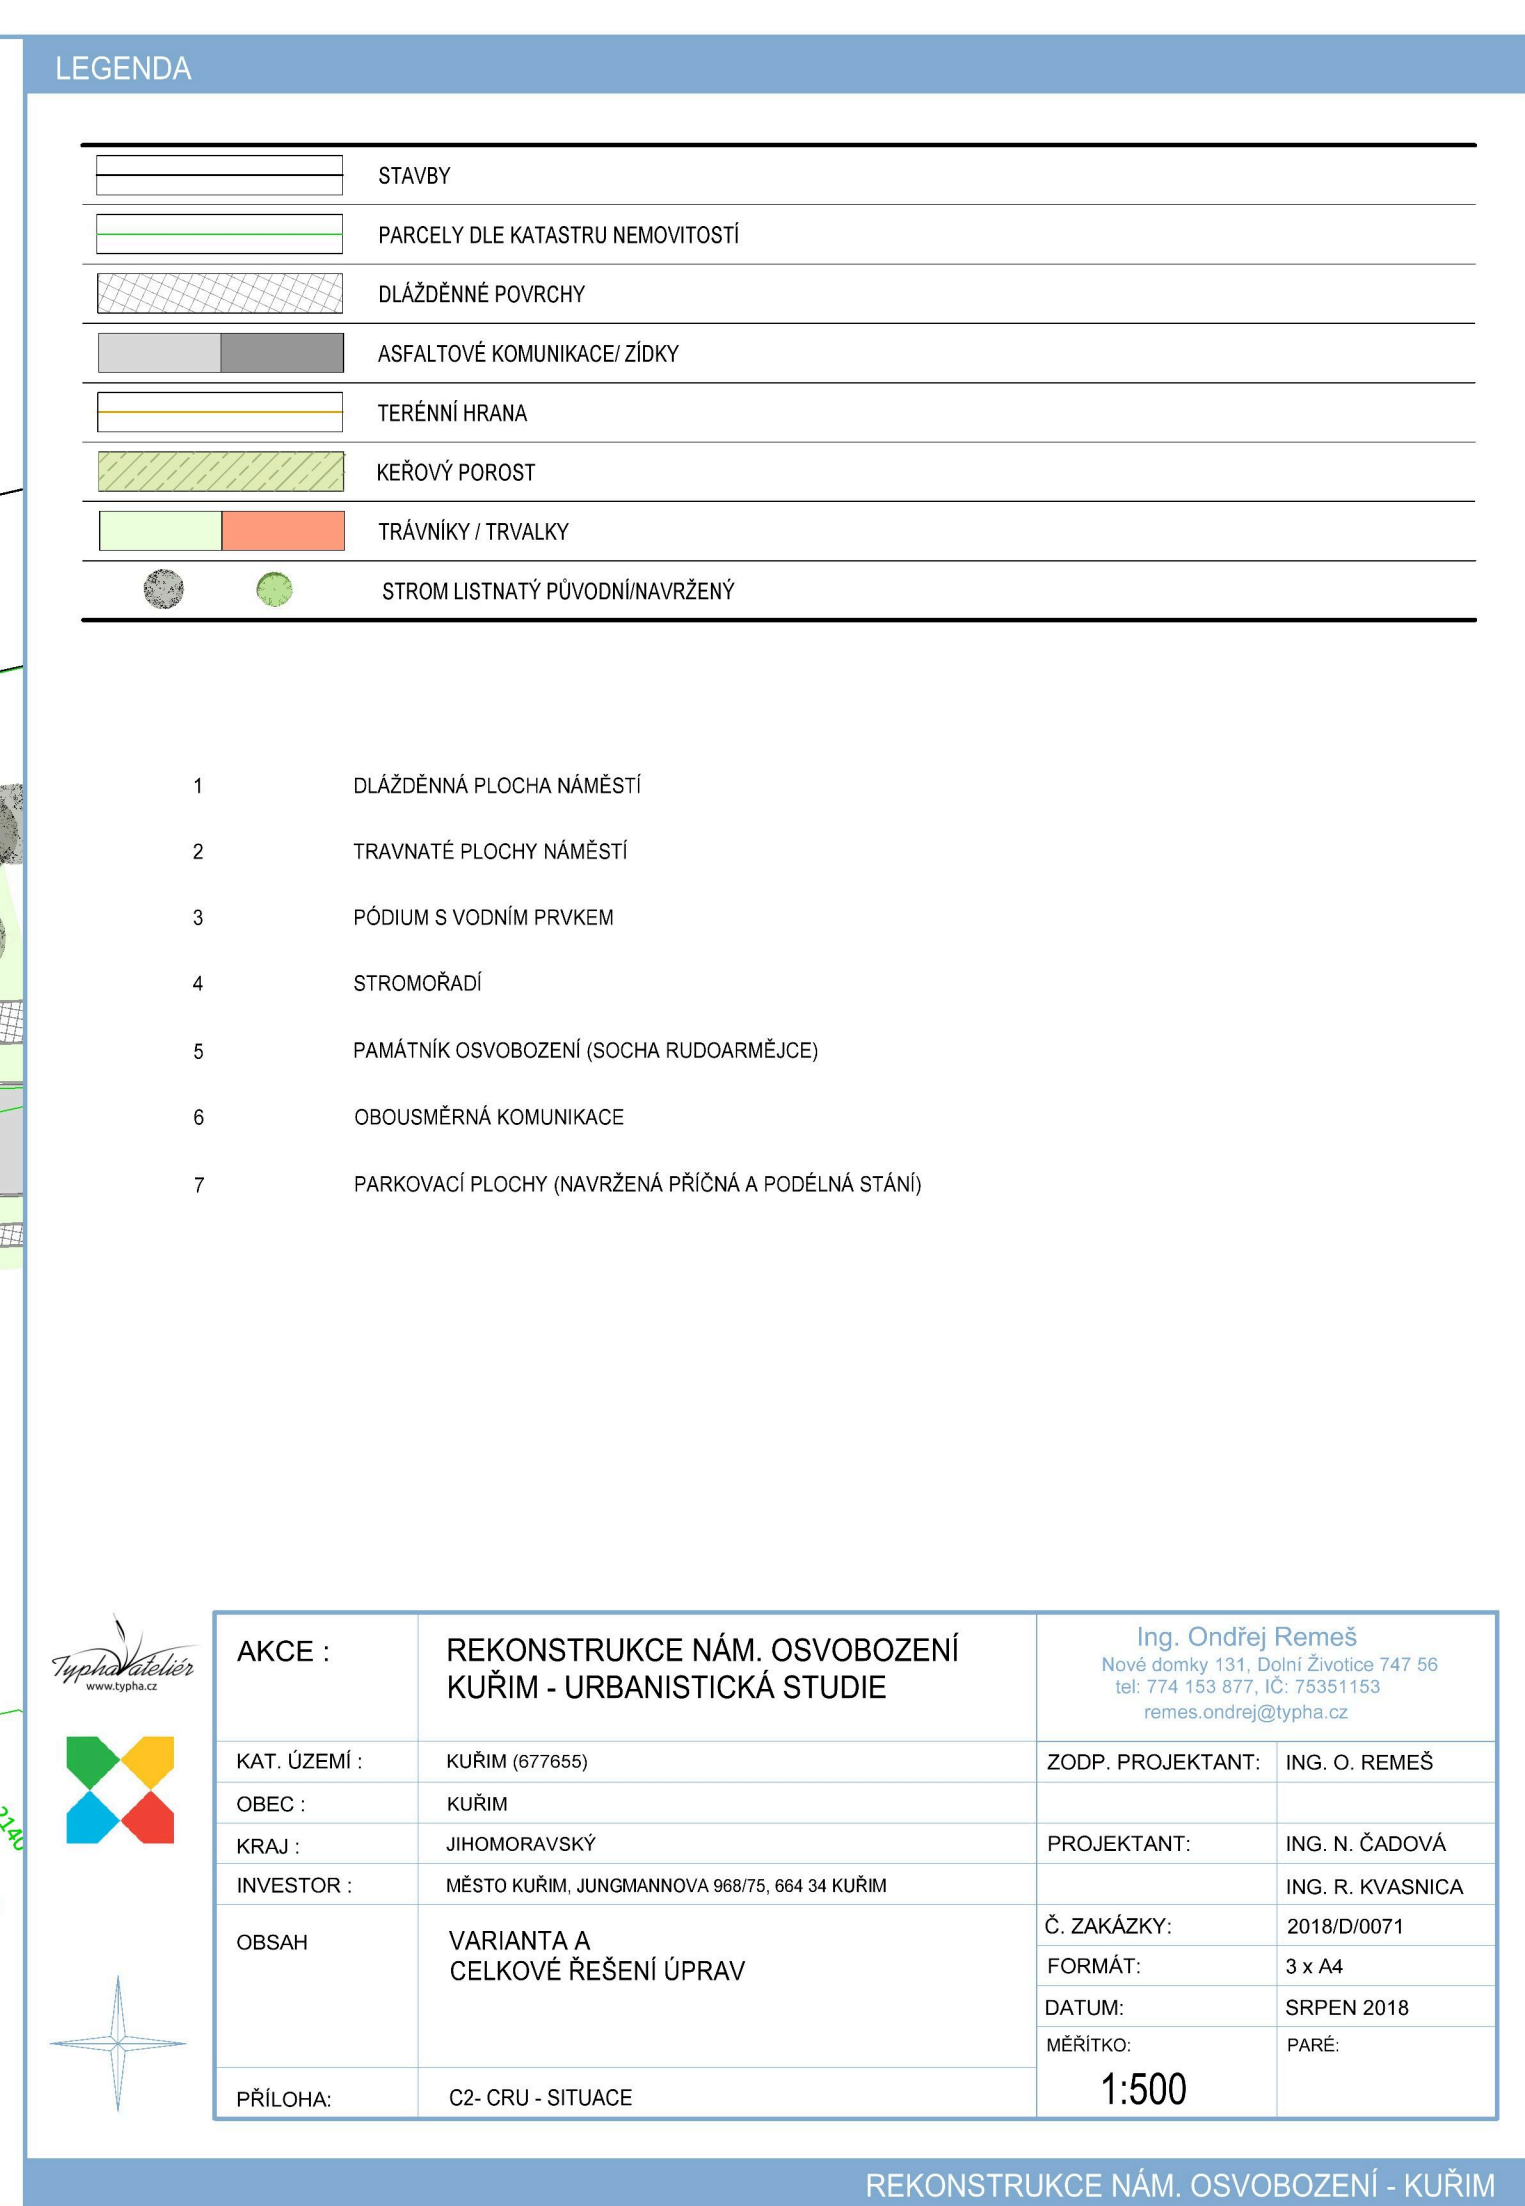 LEGENDA
STAVBY
PARCELY DLE KATASTRU NEMOVITOSTÍ
DLÁŽDĚNNÉ POVRCHY
ASFALTOVÉ KOMUNIKACE/ ZÍDKY
TERÉNNÍ HRANA
KEŘOVÝ POROST
TRÁVNÍKY / TRVALKY
STROM LISTNATÝ PŮVODNÍ/NAVRŽENÝ
1 DLÁŽDĚNNÁ PLOCHA NÁMĚSTÍ
2 TRAVNATÉ PLOCHY NÁMĚSTÍ
3 PÓDIUM S VODNÍM PRVKEM
4 STROMOŘADÍ
5 PAMÁTNÍK OSVOBOZENÍ (SOCHA RUDOARMĚJCE)
6 OBOUSMĚRNÁ KOMUNIKACE
7 PARKOVACÍ PLOCHY (NAVRŽENÁ PŘÍČNÁ A PODÉLNÁ STÁNÍ)
Typha ateliér
www.typha.cz
AKCE : REKONSTRUKCE NÁM. OSVOBOZENÍ
KUŘIM - URBANISTICKÁ STUDIE
Ing. Ondřej Remeš
Nové domky 131, Dolní Životice 747 56
tel: 774 153 877, IČ: 75351153
remes.ondrej@typha.cz
KAT. ÚZEMÍ : KUŘIM (677655)
ZODP. PROJEKTANT: ING. O. REMEŠ
OBEC : KUŘIM
KRAJ : JIHOMORAVSKÝ
PROJEKTANT: ING. N. ČADOVÁ
INVESTOR : MĚSTO KUŘIM, JUNGMANNOVA 968/75, 664 34 KUŘIM
ING. R. KVASNICA
OBSAH VARIANTA A
CELKOVÉ ŘEŠENÍ ÚPRAV
Č. ZAKÁZKY: 2018/D/0071
FORMÁT: 3 x A4
DATUM: SRPEN 2018
MĚŘÍTKO: PARÉ:
1:500
PŘÍLOHA: C2- CRU - SITUACE
2140
REKONSTRUKCE NÁM. OSVOBOZENÍ - KUŘIM